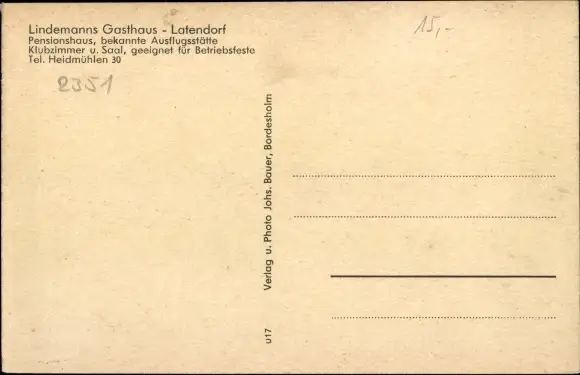 Lindemanns Gasthaus - Latendorf
Pensionshaus, bekannte Ausflugsstätte
Klubzimmer u. Saal, geeignet für Betriebsfeste
Tel. Heidmühlen 30
2351
15,-
Verlag u. Photo Johs. Bauer, Bordesholm
u17